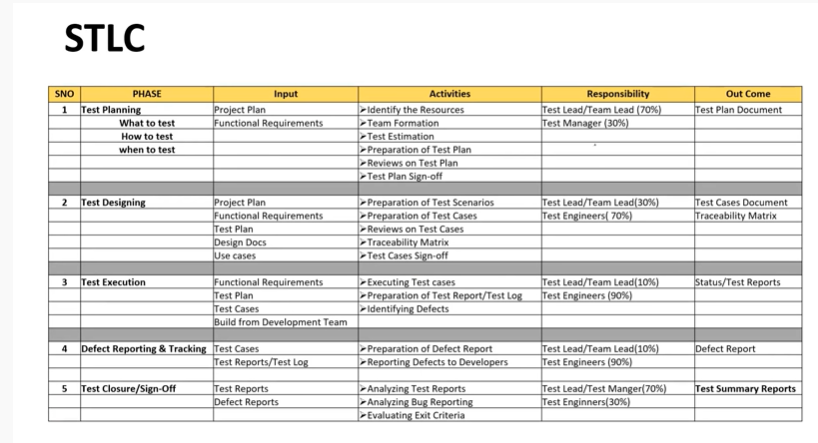 STLC
SNO PHASE Input Activities Responsibility Out Come
1 Test Planning Project Plan ➢Identify the Resources Test Lead/Team Lead (70%) Test Plan Document
What to test Functional Requirements ➢Team Formation Test Manager (30%)
How to test ➢Test Estimation
when to test ➢Preparation of Test Plan
➢Reviews on Test Plan
➢Test Plan Sign-off
2 Test Designing Project Plan ➢Preparation of Test Scenarios Test Lead/Team Lead(30%) Test Cases Document
Functional Requirements ➢Preparation of Test Cases Test Engineers( 70%) Traceability Matrix
Test Plan ➢Reviews on Test Cases
Design Docs ➢Traceability Matrix
Use cases ➢Test Cases Sign-off
3 Test Execution Functional Requirements ➢Executing Test cases Test Lead/Team Lead(10%) Status/Test Reports
Test Plan ➢Preparation of Test Report/Test Log Test Engineers (90%)
Test Cases ➢Identifying Defects
Build from Development Team
4 Defect Reporting & Tracking Test Cases ➢Preparation of Defect Report Test Lead/Team Lead(10%) Defect Report
Test Reports/Test Log ➢Reporting Defects to Developers Test Engineers (90%)
5 Test Closure/Sign-Off Test Reports ➢Analyzing Test Reports Test Lead/Test Manger(70%) Test Summary Reports
Defect Reports ➢Analyzing Bug Reporting Test Enginners(30%)
➢Evaluating Exit Criteria